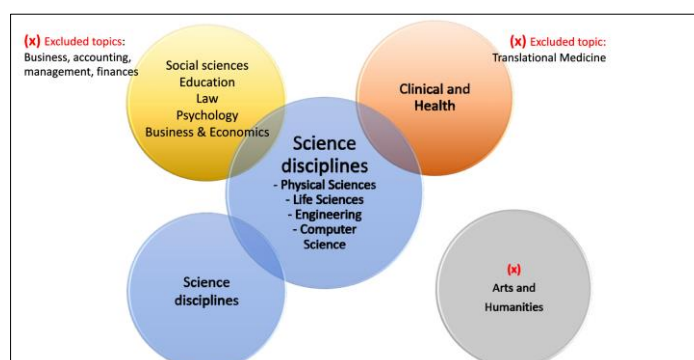 (x) Excluded topics:
Business, accounting,
management, finances
Social sciences
Education
Law
Psychology
Business & Economics
(x) Excluded topic:
Translational Medicine
Clinical and
Health
Science
disciplines
- Physical Sciences
- Life Sciences
- Engineering
- Computer
Science
Science
disciplines
(x)
Arts and
Humanities